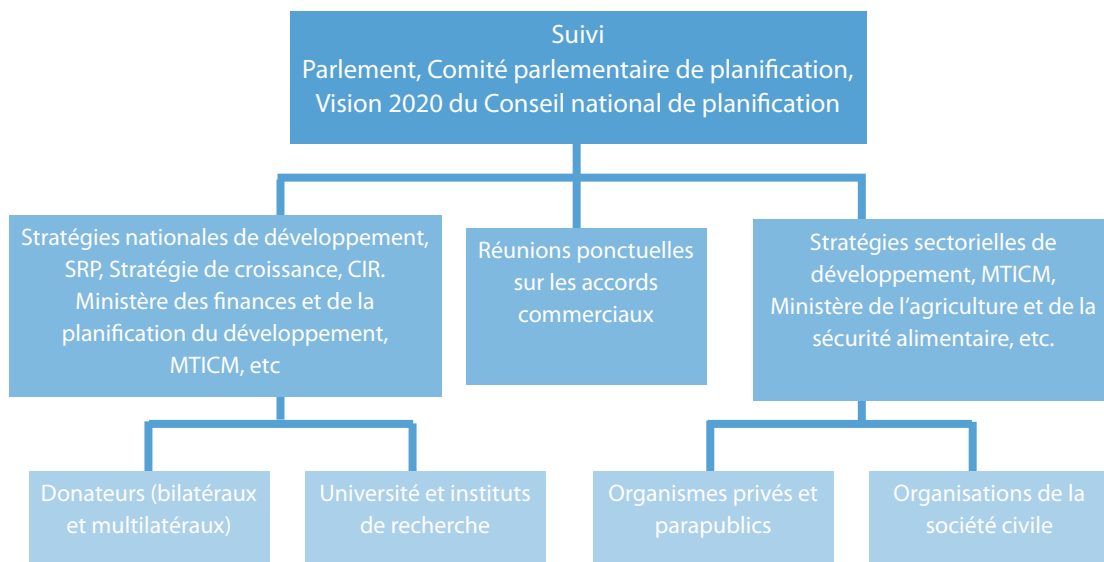 Suivi
Parlement, Comité parlementaire de planification,
Vision 2020 du Conseil national de planification
Stratégies nationales de développement,
SRP, Stratégie de croissance, CIR.
Ministère des finances et de la
planification du développement,
MTICM, etc
Réunions ponctuelles
sur les accords
commerciaux
Stratégies sectorielles de
développement, MTICM,
Ministère de l'agriculture et de la
sécurité alimentaire, etc.
Donateurs (bilatéraux
et multilatéraux)
Université et instituts
de recherche
Organismes privés et
parapublics
Organisations de la
société civile